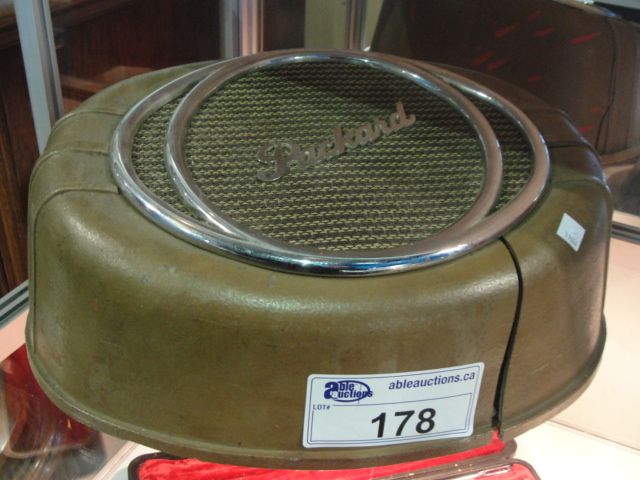 Packard
able auctions
ableauctions.ca
LOT#
178